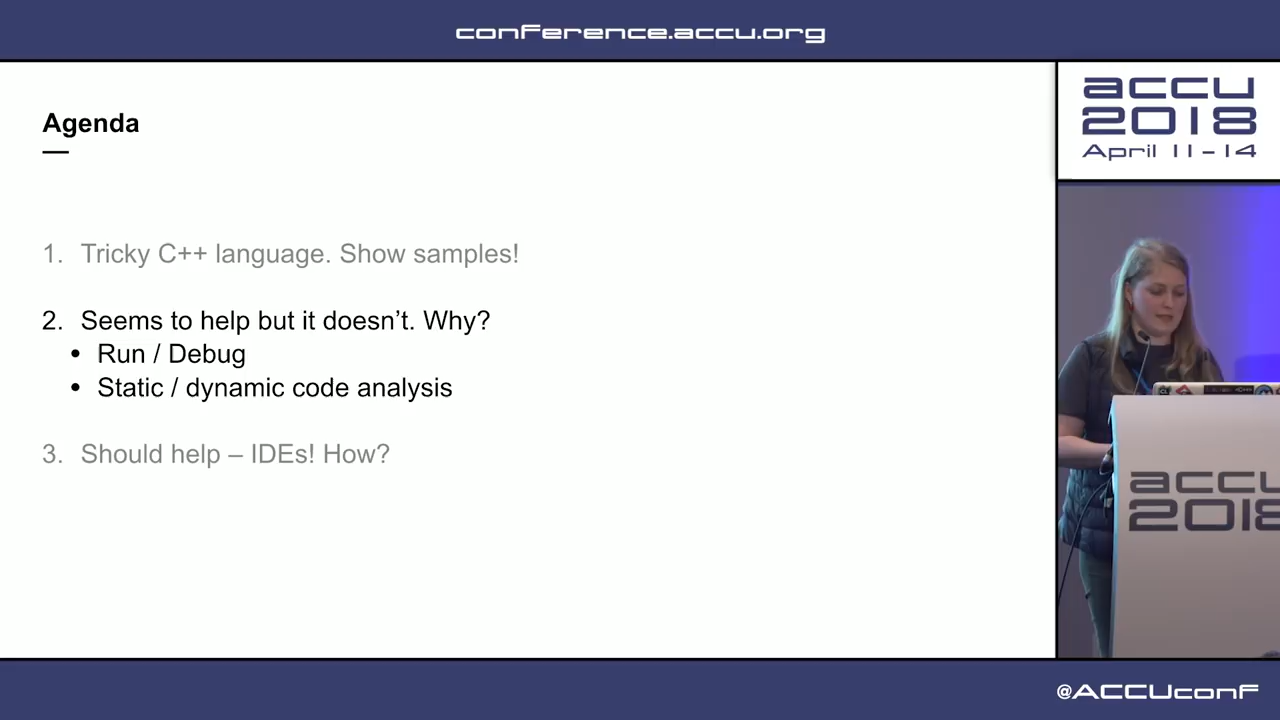 conference.accu.org
Agenda
1. Tricky C++ language. Show samples!
2. Seems to help but it doesn't. Why?
• Run / Debug
• Static / dynamic code analysis
3. Should help – IDEs! How?
accu
2018
April 11-14
accu
2018
@ACCUconf